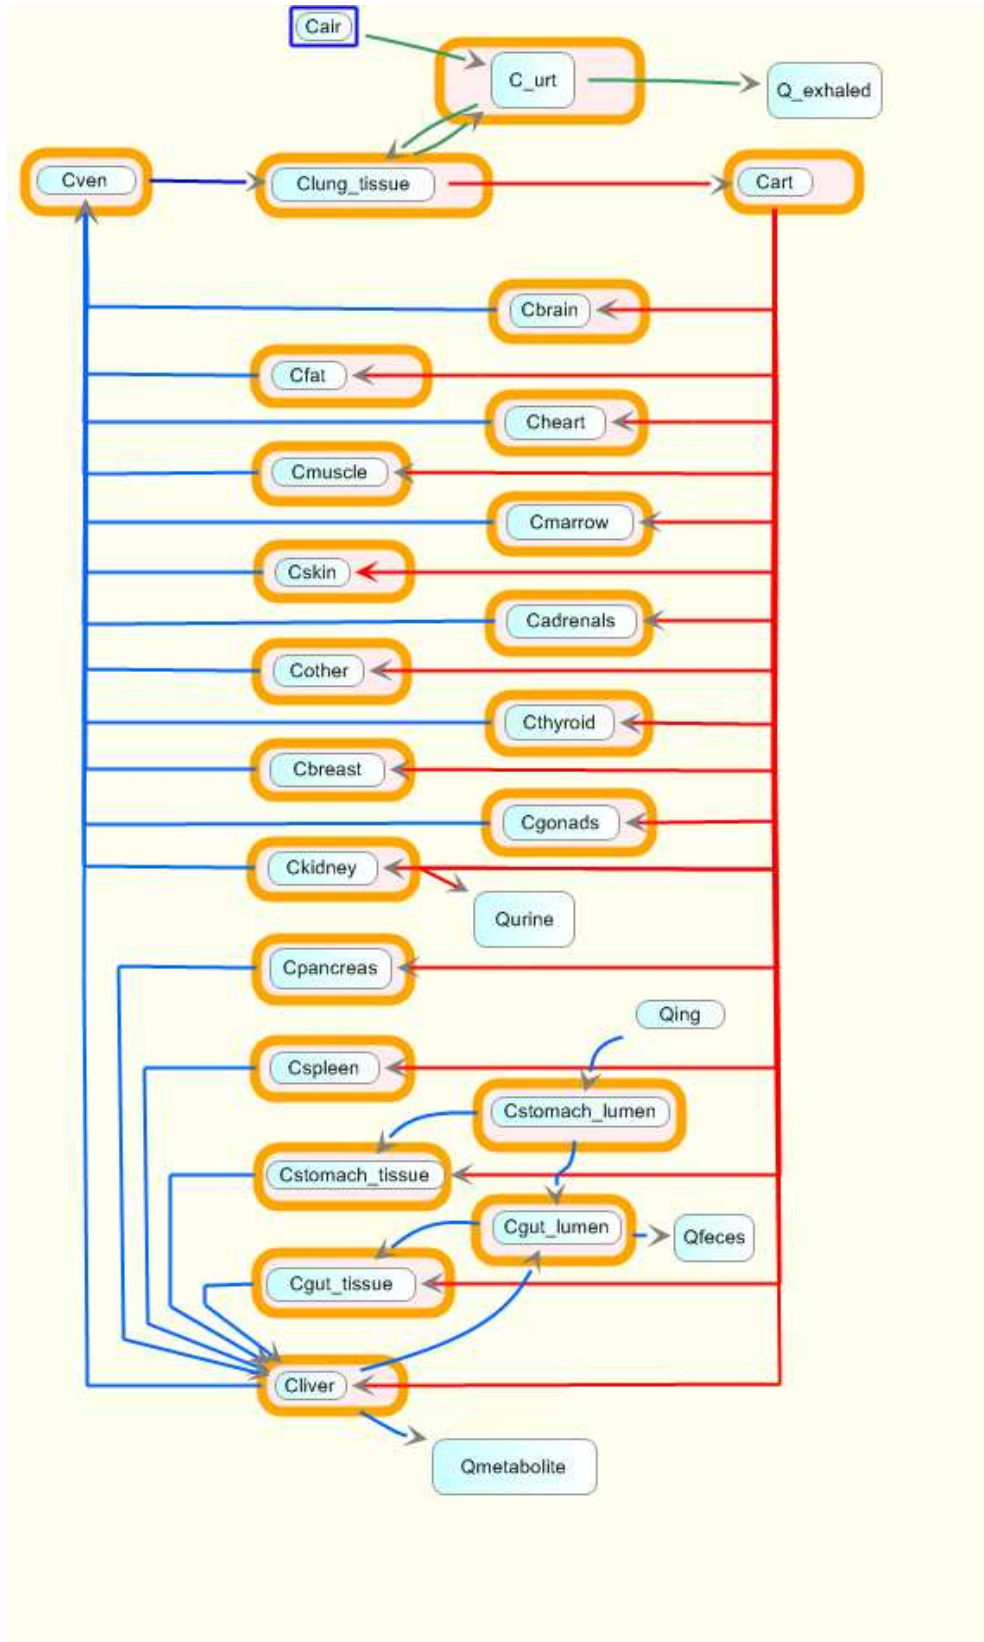 Cair
C_urt
Q_exhaled
Cven
Clung_tissue
Cart
Cbrain
Cfat
Cheart
Cmuscle
Cmarrow
Cskin
Cadrenals
Cother
Cthyroid
Cbreast
Cgonads
Ckidney
Qurine
Cpancreas
Qing
Cspleen
Cstomach_lumen
Cstomach_tissue
Cgut_lumen
Qfeces
Cgut_tissue
Cliver
Qmetabolite